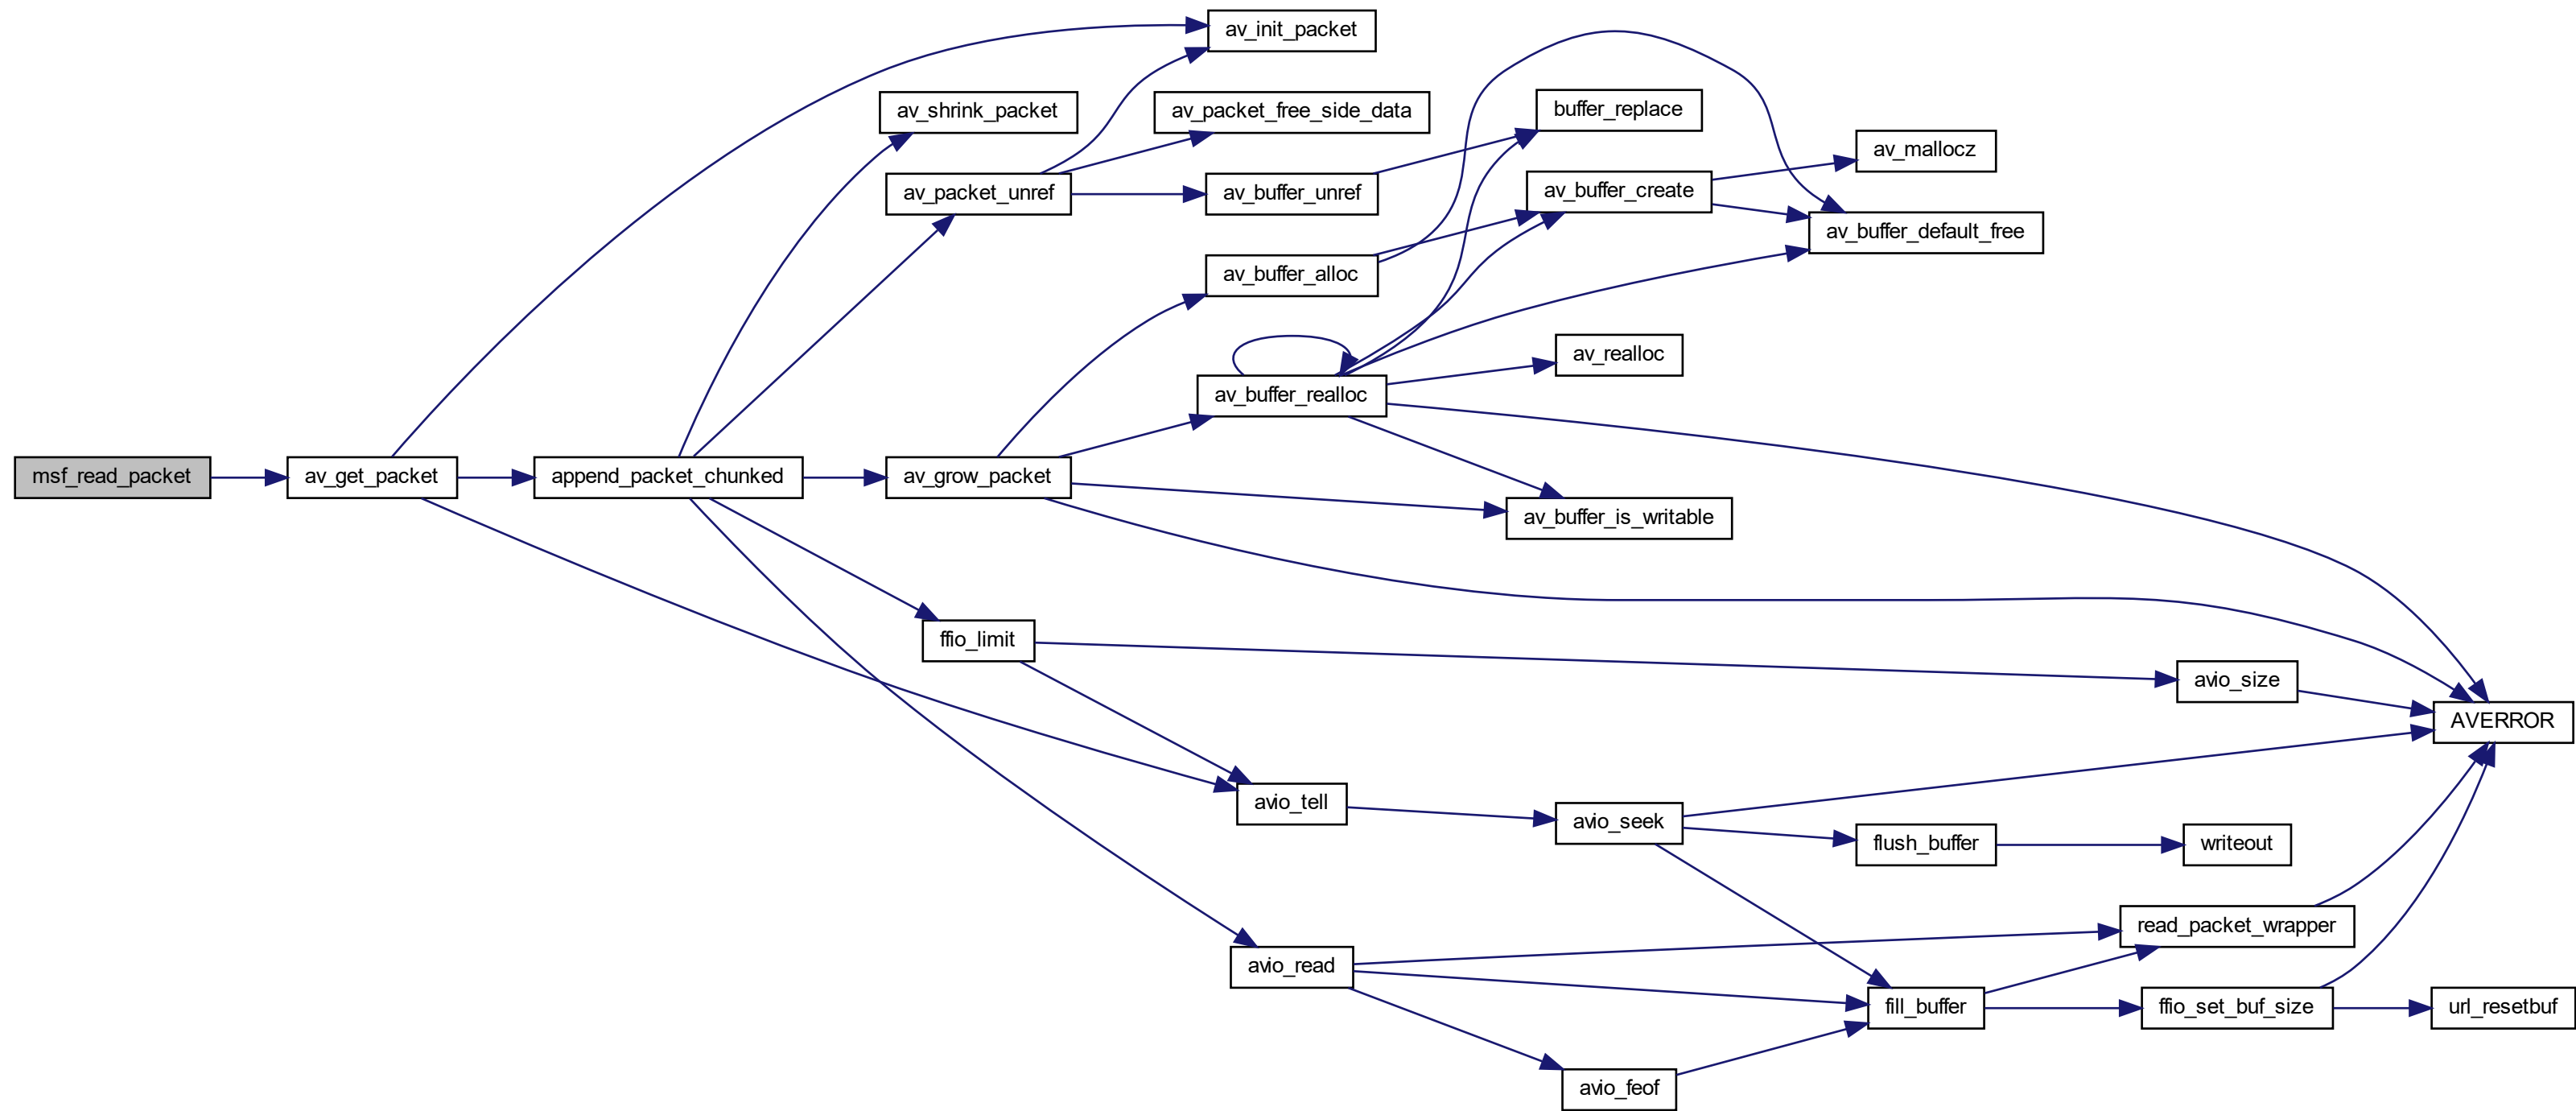 av_init_packet
av_shrink_packet
av_packet_free_side_data
buffer_replace
av_mallocz
av_packet_unref
av_buffer_unref
av_buffer_create
av_buffer_default_free
av_buffer_alloc
av_realloc
av_buffer_realloc
msf_read_packet
av_get_packet
append_packet_chunked
av_grow_packet
av_buffer_is_writable
ffio_limit
avio_size
AVERROR
avio_tell
avio_seek
flush_buffer
writeout
read_packet_wrapper
avio_read
fill_buffer
ffio_set_buf_size
url_resetbuf
avio_feof